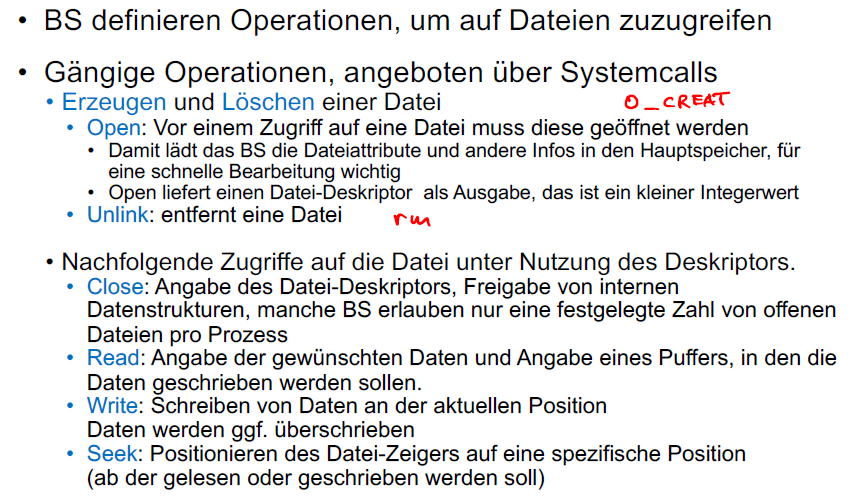 • BS definieren Operationen, um auf Dateien zuzugreifen
• Gängige Operationen, angeboten über Systemcalls
• Erzeugen und Löschen einer Datei O_CREAT
• Open: Vor einem Zugriff auf eine Datei muss diese geöffnet werden
• Damit lädt das BS die Dateiattribute und andere Infos in den Hauptspeicher, für
eine schnelle Bearbeitung wichtig
• Open liefert einen Datei-Deskriptor als Ausgabe, das ist ein kleiner Integerwert
• Unlink: entfernt eine Datei rm
• Nachfolgende Zugriffe auf die Datei unter Nutzung des Deskriptors.
• Close: Angabe des Datei-Deskriptors, Freigabe von internen
Datenstrukturen, manche BS erlauben nur eine festgelegte Zahl von offenen
Dateien pro Prozess
• Read: Angabe der gewünschten Daten und Angabe eines Puffers, in den die
Daten geschrieben werden sollen.
• Write: Schreiben von Daten an der aktuellen Position
Daten werden ggf. überschrieben
• Seek: Positionieren des Datei-Zeigers auf eine spezifische Position
(ab der gelesen oder geschrieben werden soll)